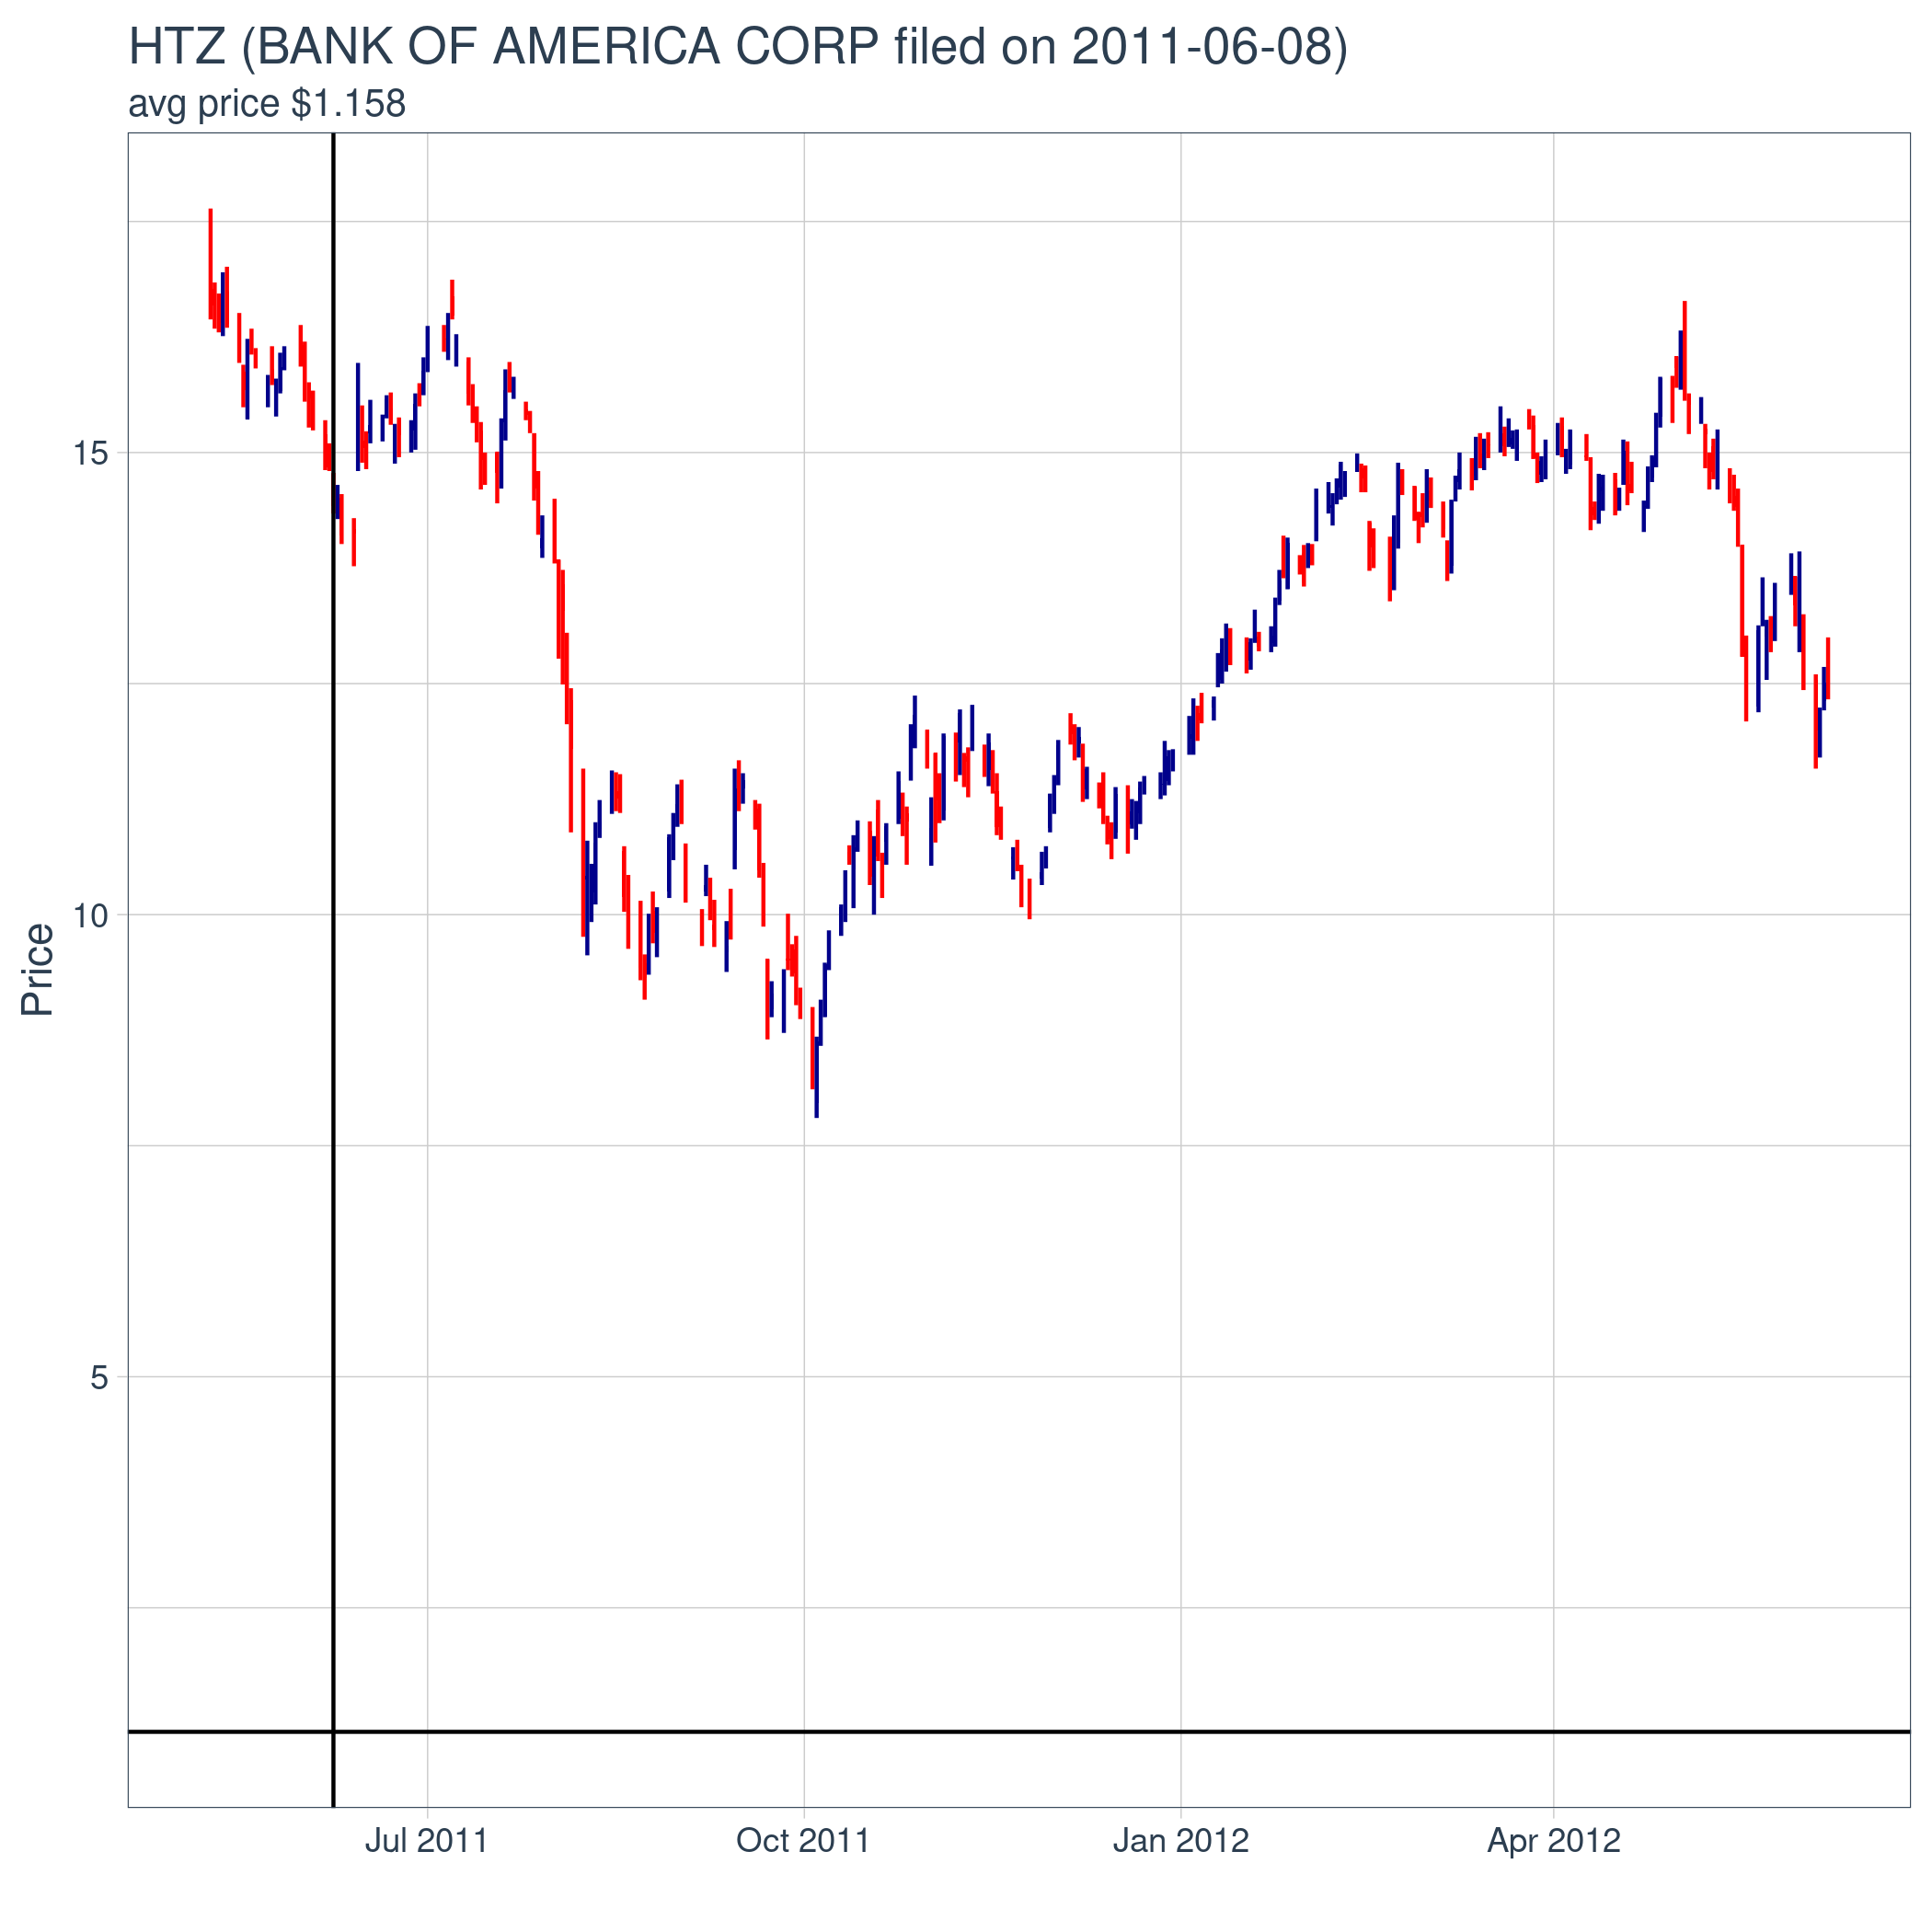 HTZ (BANK OF AMERICA CORP filed on 2011-06-08)
avg price $1.158
15
10
5
Price
Jul 2011
Oct 2011
Jan 2012
Apr 2012